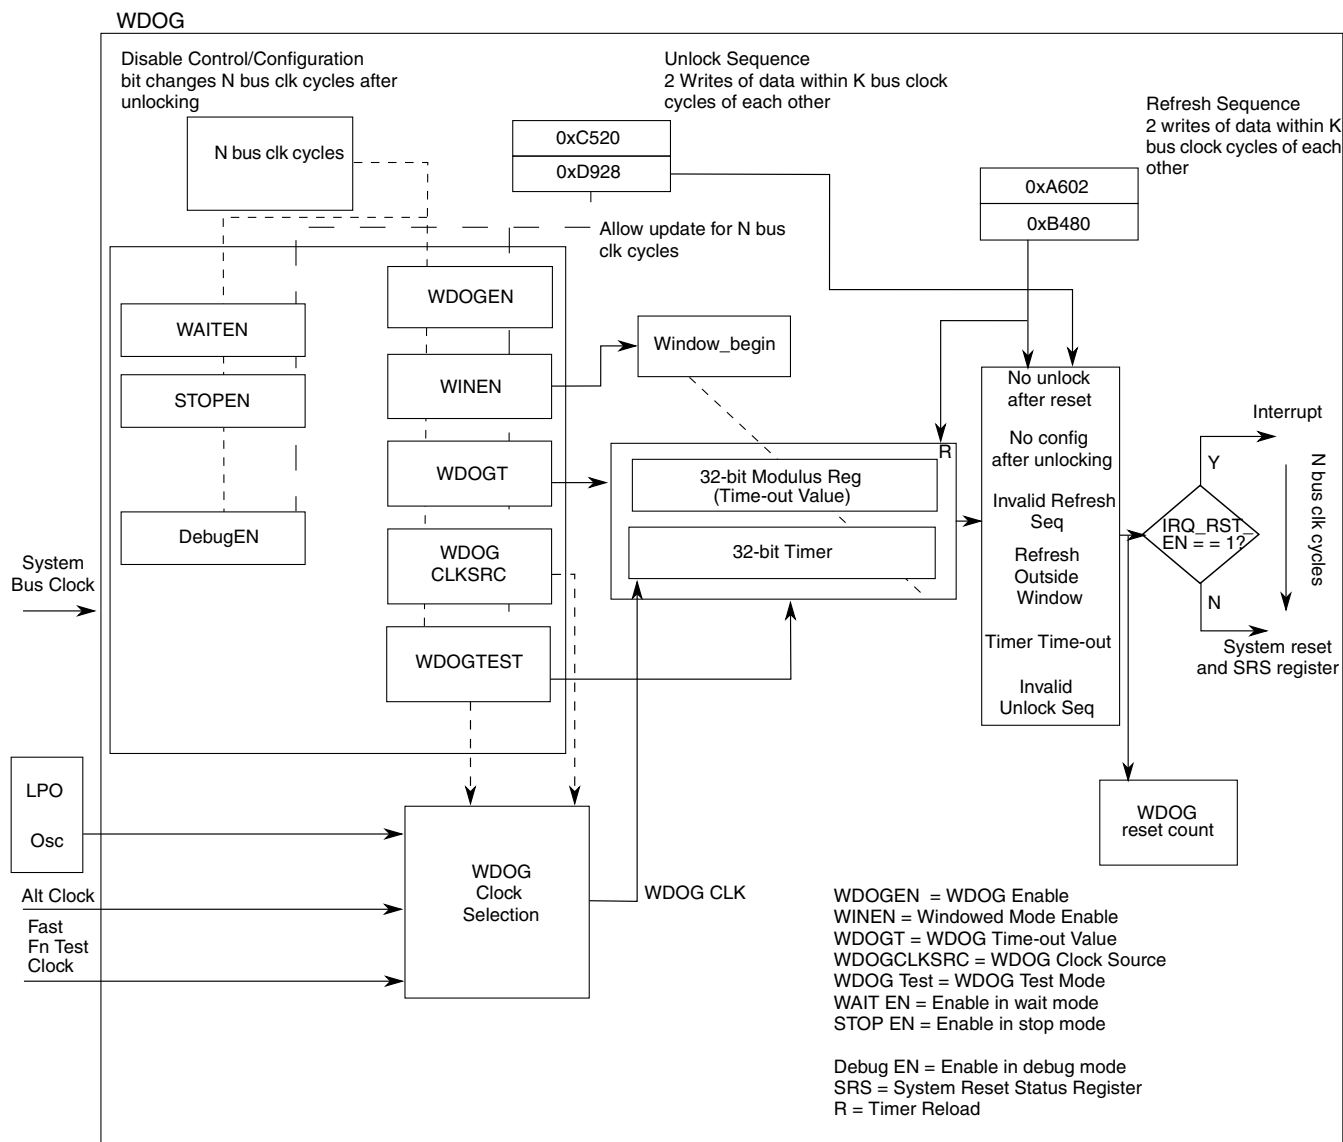 WDOG
Disable Control/Configuration
bit changes N bus clk cycles after
unlocking
Unlock Sequence
2 Writes of data within K bus clock
cycles of each other
Refresh Sequence
2 writes of data within K
bus clock cycles of each
other
N bus clk cycles
0xC520
0xD928
0xA602
0xB480
Allow update for N bus
clk cycles
WDOGEN
WAITEN
WINEN
STOPEN
WDOGT
DebugEN
WDOG
CLKSRC
WDOGTEST
Window_begin
R
32-bit Modulus Reg
(Time-out Value)
32-bit Timer
No unlock
after reset
No config
after unlocking
Invalid Refresh
Seq
Refresh
Outside
Window
Timer Time-out
Invalid
Unlock Seq
Interrupt
Y
IRQ_RST_
EN = = 1?
N
N bus clk cycles
System reset
and SRS register
System
Bus Clock
LPO
Osc
Alt Clock
Fast
Fn Test
Clock
WDOG
Clock
Selection
WDOG CLK
WDOG
reset count
WDOGEN = WDOG Enable
WINEN = Windowed Mode Enable
WDOGT = WDOG Time-out Value
WDOGCLKSRC = WDOG Clock Source
WDOG Test = WDOG Test Mode
WAIT EN = Enable in wait mode
STOP EN = Enable in stop mode
Debug EN = Enable in debug mode
SRS = System Reset Status Register
R = Timer Reload